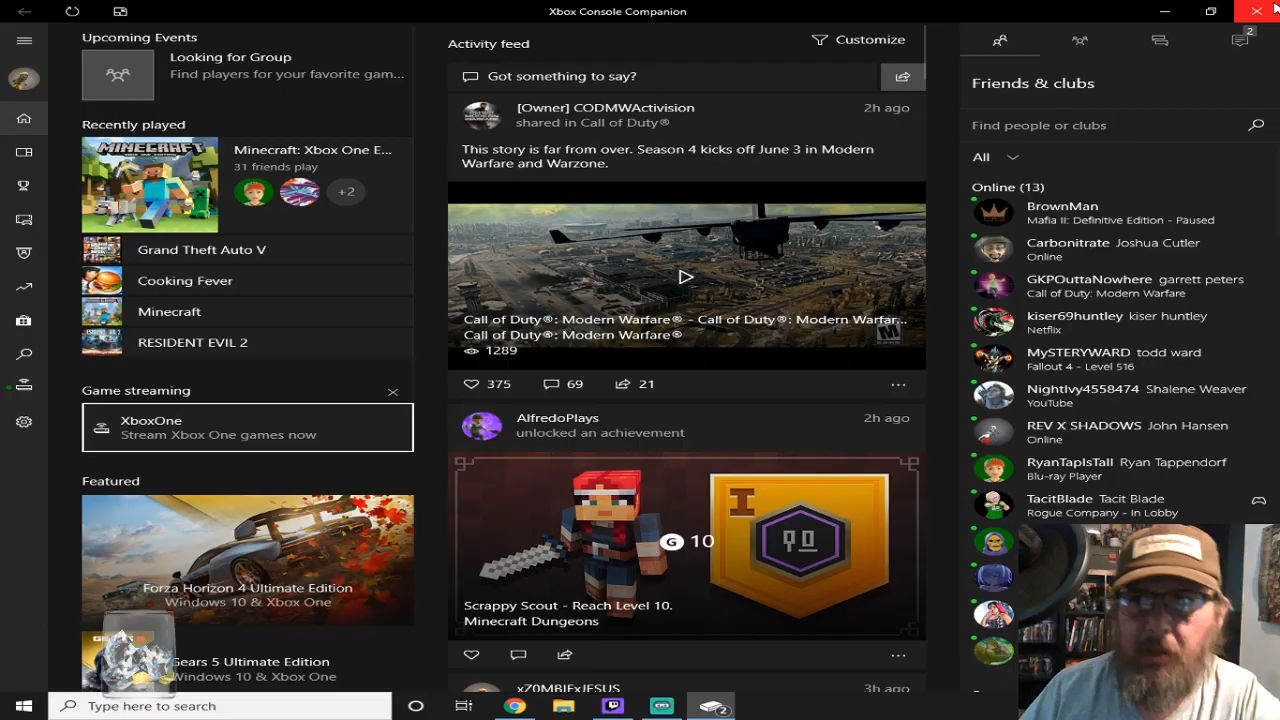 Xbox Console Companion
Upcoming Events
Looking for Group
Find players for your favorite gam...
Recently played
MINECRAFT
Minecraft: Xbox One E...
31 friends play
+2
Grand Theft Auto V
Cooking Fever
Minecraft
RESIDENT EVIL 2
Game streaming
XboxOne
Stream Xbox One games now
Featured
Forza Horizon 4 Ultimate Edition
Windows 10 & Xbox One
Gears 5 Ultimate Edition
Windows 10 & Xbox One
Activity feed
Customize
Got something to say?
[Owner] CODMWActivision
2h ago
shared in Call of Duty®
This story is far from over. Season 4 kicks off June 3 in Modern
Warfare and Warzone.
Call of Duty®: Modern Warfare® - Call of Duty®: Modern Warfar...
Call of Duty®: Modern Warfare®
1289
375
69
21
AlfredoPlays
2h ago
unlocked an achievement
G 10
Scrappy Scout - Reach Level 10.
Minecraft Dungeons
xZ0MBIFxJESUS
2h ago
2
Friends & clubs
Find people or clubs
All
Online (13)
BrownMan
Mafia II: Definitive Edition - Paused
Carbonitrate Joshua Cutler
Online
GKPOuttaNowhere garrett peters
Call of Duty: Modern Warfare
kiser69huntley kiser huntley
Netflix
MySTERYWARD todd ward
Fallout 4 - Level 516
NightIvy4558474 Shalene Weaver
YouTube
REV X SHADOWS John Hansen
Online
RyanTapIsTall Ryan Tappendorf
Blu-ray Player
TacitBlade Tacit Blade
Rogue Company - In Lobby
Type here to search
2